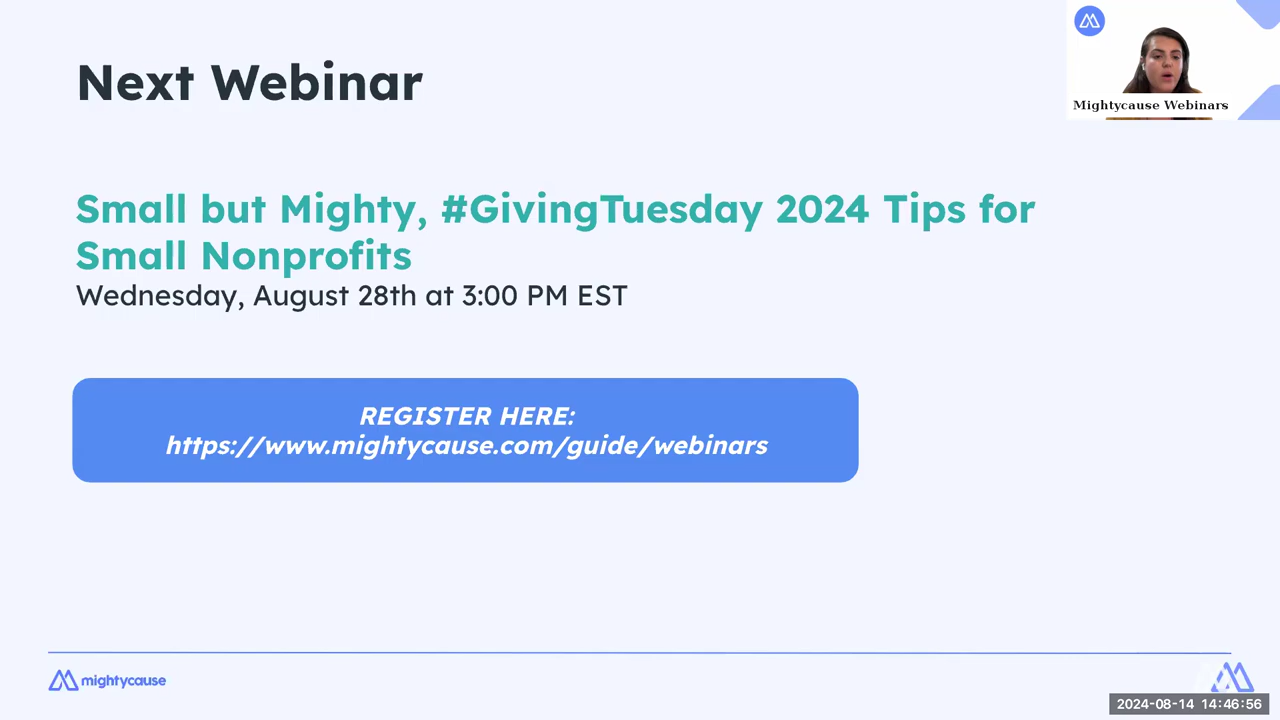 Next Webinar
Mightycause Webinars
Small but Mighty, #GivingTuesday 2024 Tips for
Small Nonprofits
Wednesday, August 28th at 3:00 PM EST
REGISTER HERE:
https://www.mightycause.com/guide/webinars
mightycause
2024-08-14 14:46:56